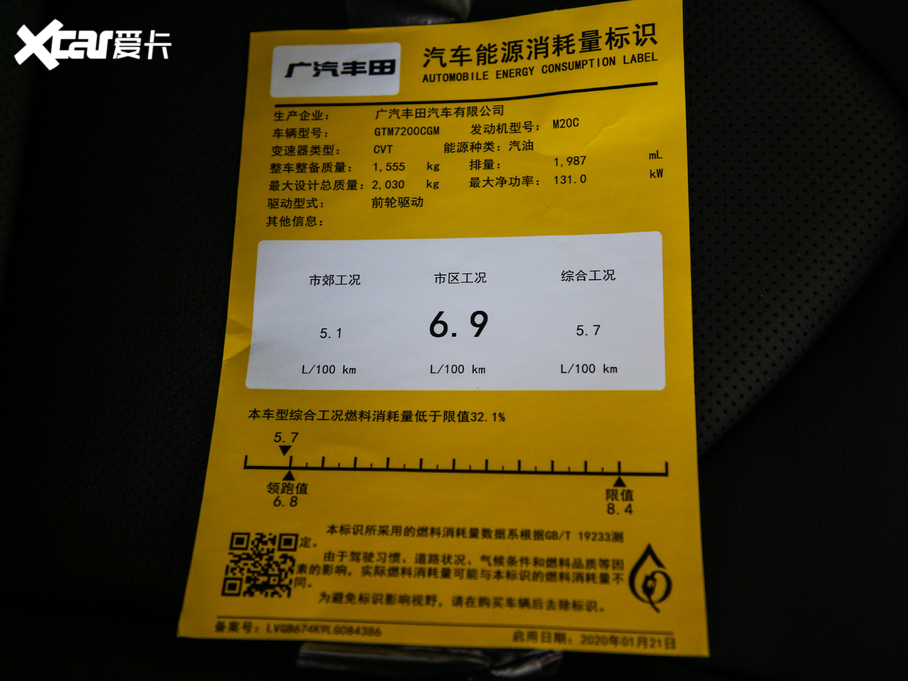 Xcar爱卡
广汽丰田
汽车能源消耗量标识
AUTOMOBILE ENERGY CONSUMPTION LABEL
生产企业： 广汽丰田汽车有限公司
车辆型号： GTM7200CGM 发动机型号： M20C
变速器类型： CVT 能源种类：汽油
整车整备质量： 1,555 kg 排量： 1,987 mL
最大设计总质量：2,030 kg 最大净功率： 131.0 kW
驱动型式： 前轮驱动
其他信息：
市郊工况 市区工况 综合工况
5.1 6.9 5.7
L/100 km L/100 km L/100 km
本车型综合工况燃料消耗量低于限值32.1%
5.7
领跑值 限值
6.8 8.4
本标识所采用的燃料消耗量数据系根据GB/T 19233测
定。
由于驾驶习惯、道路状况、气候条件和燃料品质等因
素的影响，实际燃料消耗量可能与本标识的燃料消耗量不
同。
为避免标识影响视野，请在购买车辆后去除标识。
备案号：LVGB674K9LG084386 启用日期：2020年01月21日